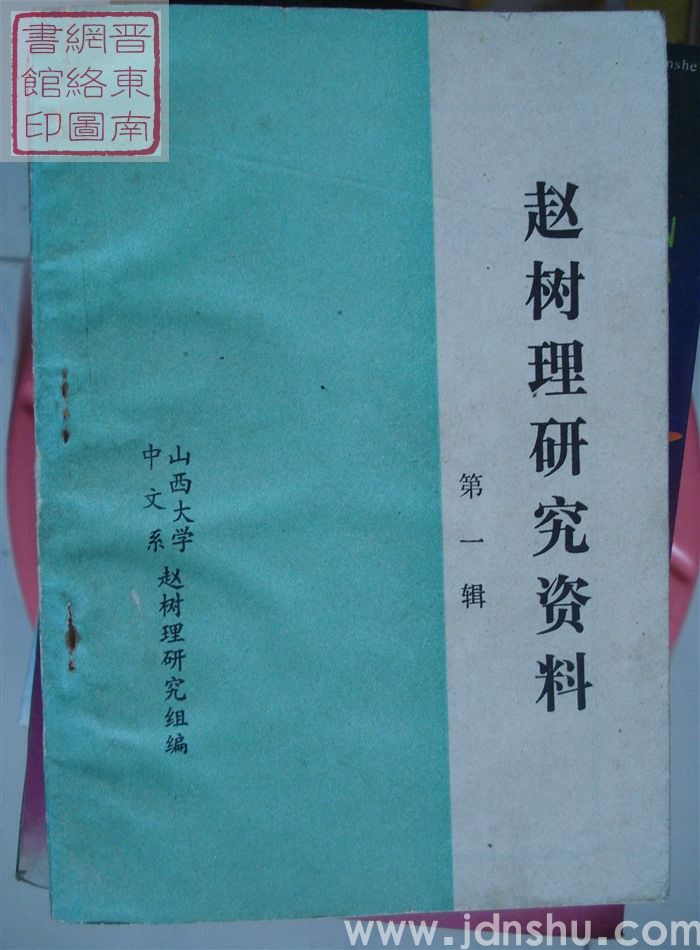 晋東南
網絡圖
書館印
nshe
赵树理研究资料
第一辑
山西大学
中文系
赵树理研究组编
www.jdnshu.com